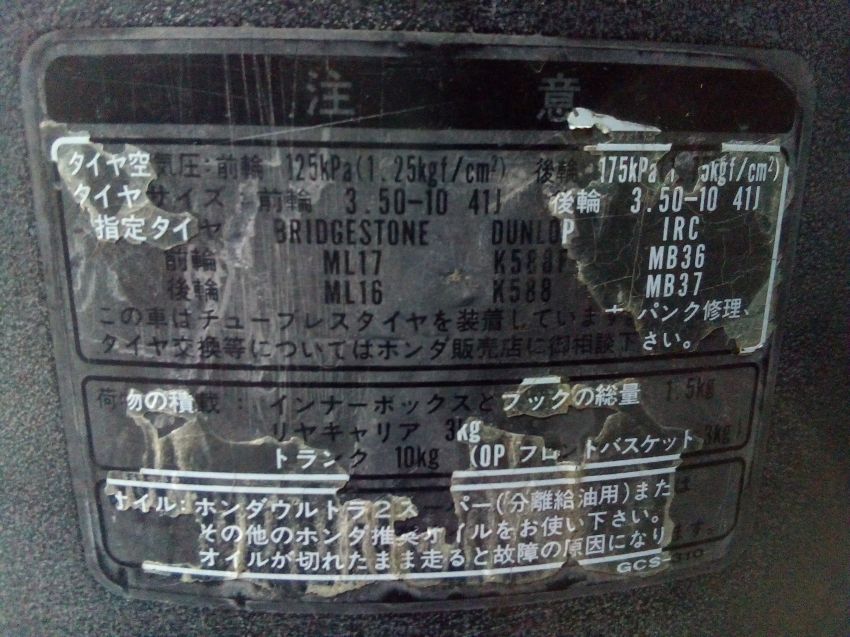 注意
タイヤ空気圧:前輪 125kPa(1.25kgf/cm²) 後輪 175kPa(1. 5kgf/cm²)
タイヤサイズ:前輪 3.50-10 41J 後輪 3.50-10 41J
指定タイヤ BRIDGESTONE DUNLOP IRC
前輪 ML17 K588F MB36
後輪 ML16 K588 MB37
この車はチューブレスタイヤを装着しています。 パンク修理、
タイヤ交換等についてはホンダ販売店に御相談下さい。
荷物の積載: インナーボックスとフックの総量 1.5kg
リヤキャリア 3kg
トランク 10kg (OP フロントバスケット 3kg)
オイル:ホンダウルトラ2スーパー(分離給油用)また は
その他のホンダ推奨オイルをお使い下さい。
オイルが切れたまま走ると故障の原因になり ます。
GCS-310